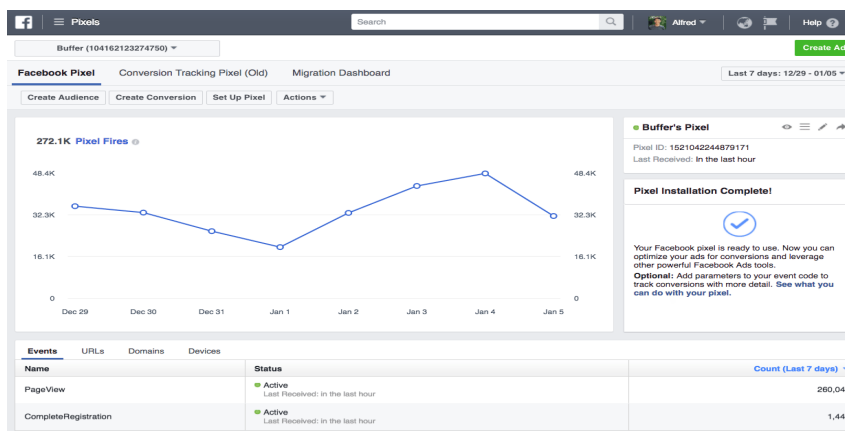 f Pixels Search Alfred Help
Buffer (104162123274750) Create Ad
Facebook Pixel Conversion Tracking Pixel (Old) Migration Dashboard Last 7 days: 12/29 - 01/05
Create Audience Create Conversion Set Up Pixel Actions
272.1K Pixel Fires
48.4K 48.4K
32.3K 32.3K
16.1K 16.1K
0 0
Dec 29 Dec 30 Dec 31 Jan 1 Jan 2 Jan 3 Jan 4 Jan 5
Buffer's Pixel
Pixel ID: 1521042244879171
Last Received: In the last hour
Pixel Installation Complete!
Your Facebook pixel is ready to use. Now you can
optimize your ads for conversions and leverage
other powerful Facebook Ads tools.
Optional: Add parameters to your event code to
track conversions with more detail. See what you
can do with your pixel.
Events URLs Domains Devices
Name Status Count (Last 7 days)
PageView Active 260,04
Last Received: in the last hour
CompleteRegistration Active 1,44
Last Received: in the last hour